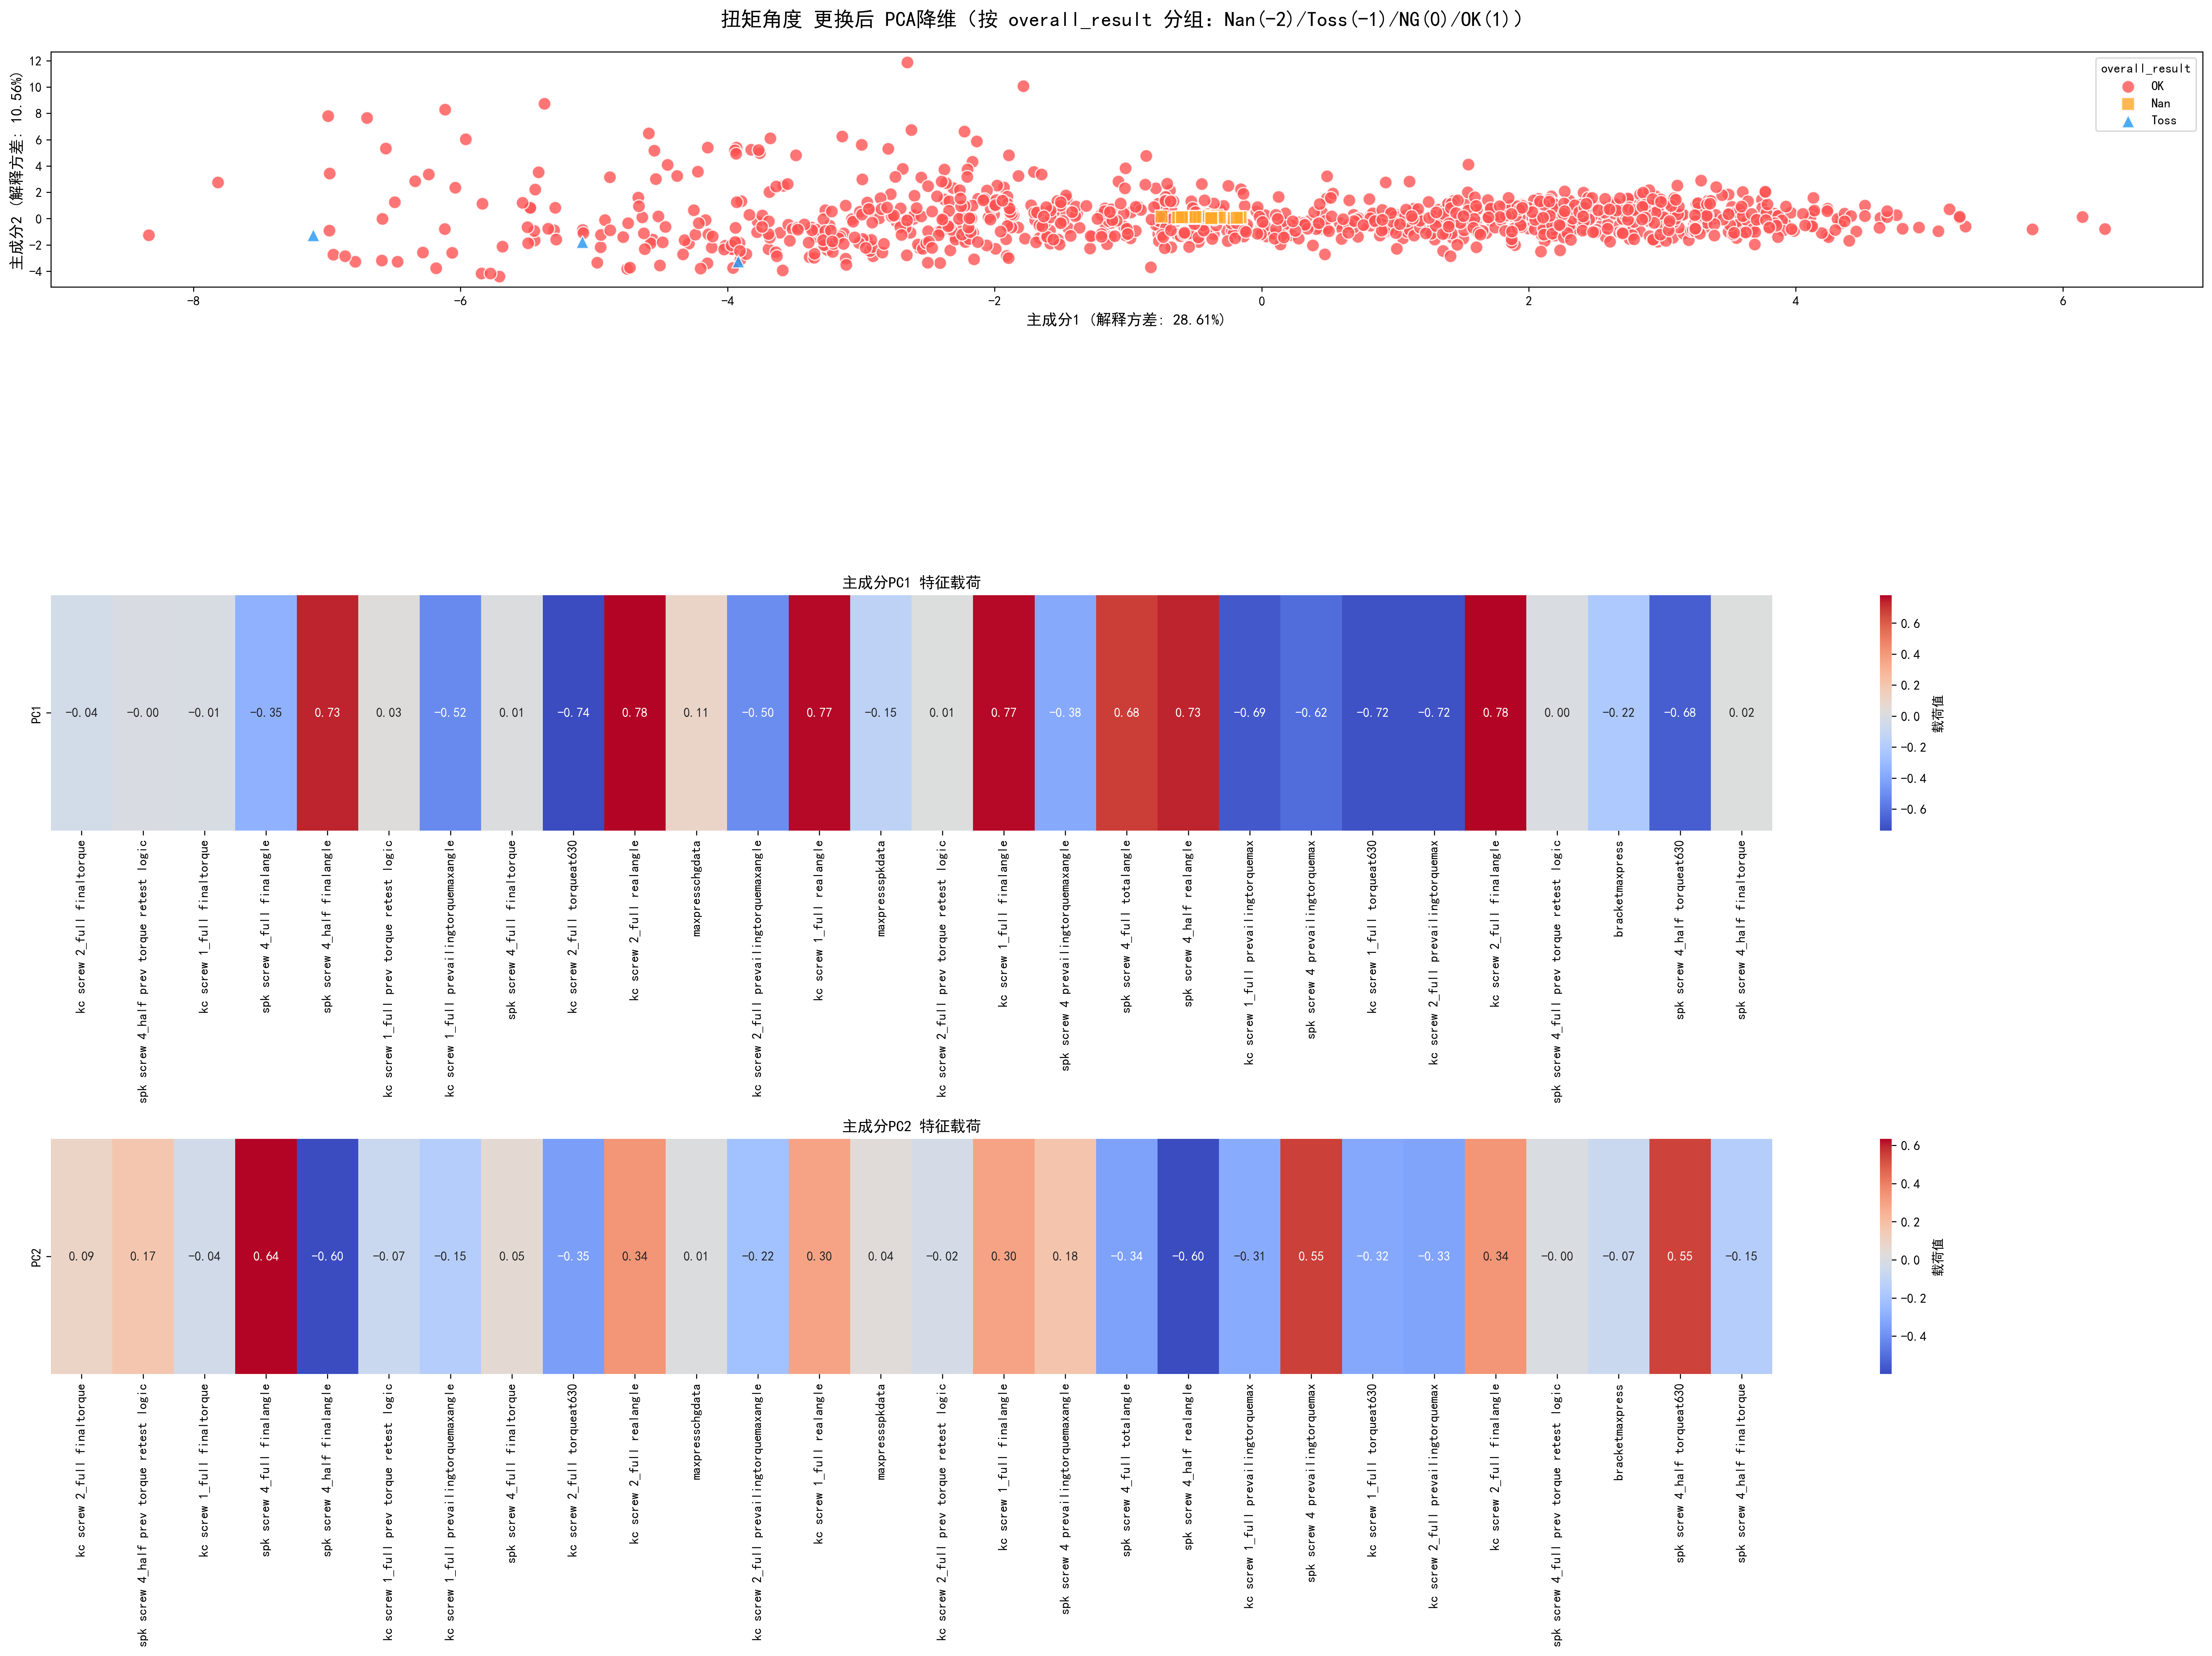 扭矩角度 更换后 PCA降维（按 overall_result 分组：Nan(-2)/Toss(-1)/NG(0)/OK(1)）
主成分2 (解释方差: 10.56%)
12
10
8
6
4
2
0
−2
−4
overall_result
OK
Nan
Toss
−8
−6
−4
−2
0
2
4
6
主成分1 (解释方差: 28.61%)
主成分PC1 特征载荷
PC1
−0.04
−0.00
−0.01
−0.35
0.73
0.03
−0.52
0.01
−0.74
0.78
0.11
−0.50
0.77
−0.15
0.01
0.77
−0.38
0.68
0.73
−0.69
−0.62
−0.72
−0.72
0.78
0.00
−0.22
−0.68
0.02
0.6
0.4
0.2
0.0
−0.2
−0.4
−0.6
载荷值
kc screw 2_full finaltorque
spk screw 4_half prev torque retest logic
kc screw 1_full finaltorque
spk screw 4_full finalangle
spk screw 4_half finalangle
kc screw 1_full prev torque retest logic
kc screw 1_full prevailingtorquemaxangle
spk screw 4_full finaltorque
kc screw 2_full torqueat630
kc screw 2_full realangle
maxpresschgdata
kc screw 2_full prevailingtorquemaxangle
kc screw 1_full realangle
maxpressspkdata
kc screw 2_full prev torque retest logic
kc screw 1_full finalangle
spk screw 4 prevailingtorquemaxangle
spk screw 4_full totalangle
spk screw 4_half realangle
kc screw 1_full prevailingtorquemax
spk screw 4 prevailingtorquemax
kc screw 1_full torqueat630
kc screw 2_full prevailingtorquemax
kc screw 2_full finalangle
spk screw 4_full prev torque retest logic
bracketmaxpress
spk screw 4_half torqueat630
spk screw 4_half finaltorque
主成分PC2 特征载荷
PC2
0.09
0.17
−0.04
0.64
−0.60
−0.07
−0.15
0.05
−0.35
0.34
0.01
−0.22
0.30
0.04
−0.02
0.30
0.18
−0.34
−0.60
−0.31
0.55
−0.32
−0.33
0.34
−0.00
−0.07
0.55
−0.15
0.6
0.4
0.2
0.0
−0.2
−0.4
载荷值
kc screw 2_full finaltorque
spk screw 4_half prev torque retest logic
kc screw 1_full finaltorque
spk screw 4_full finalangle
spk screw 4_half finalangle
kc screw 1_full prev torque retest logic
kc screw 1_full prevailingtorquemaxangle
spk screw 4_full finaltorque
kc screw 2_full torqueat630
kc screw 2_full realangle
maxpresschgdata
kc screw 2_full prevailingtorquemaxangle
kc screw 1_full realangle
maxpressspkdata
kc screw 2_full prev torque retest logic
kc screw 1_full finalangle
spk screw 4 prevailingtorquemaxangle
spk screw 4_full totalangle
spk screw 4_half realangle
kc screw 1_full prevailingtorquemax
spk screw 4 prevailingtorquemax
kc screw 1_full torqueat630
kc screw 2_full prevailingtorquemax
kc screw 2_full finalangle
spk screw 4_full prev torque retest logic
bracketmaxpress
spk screw 4_half torqueat630
spk screw 4_half finaltorque